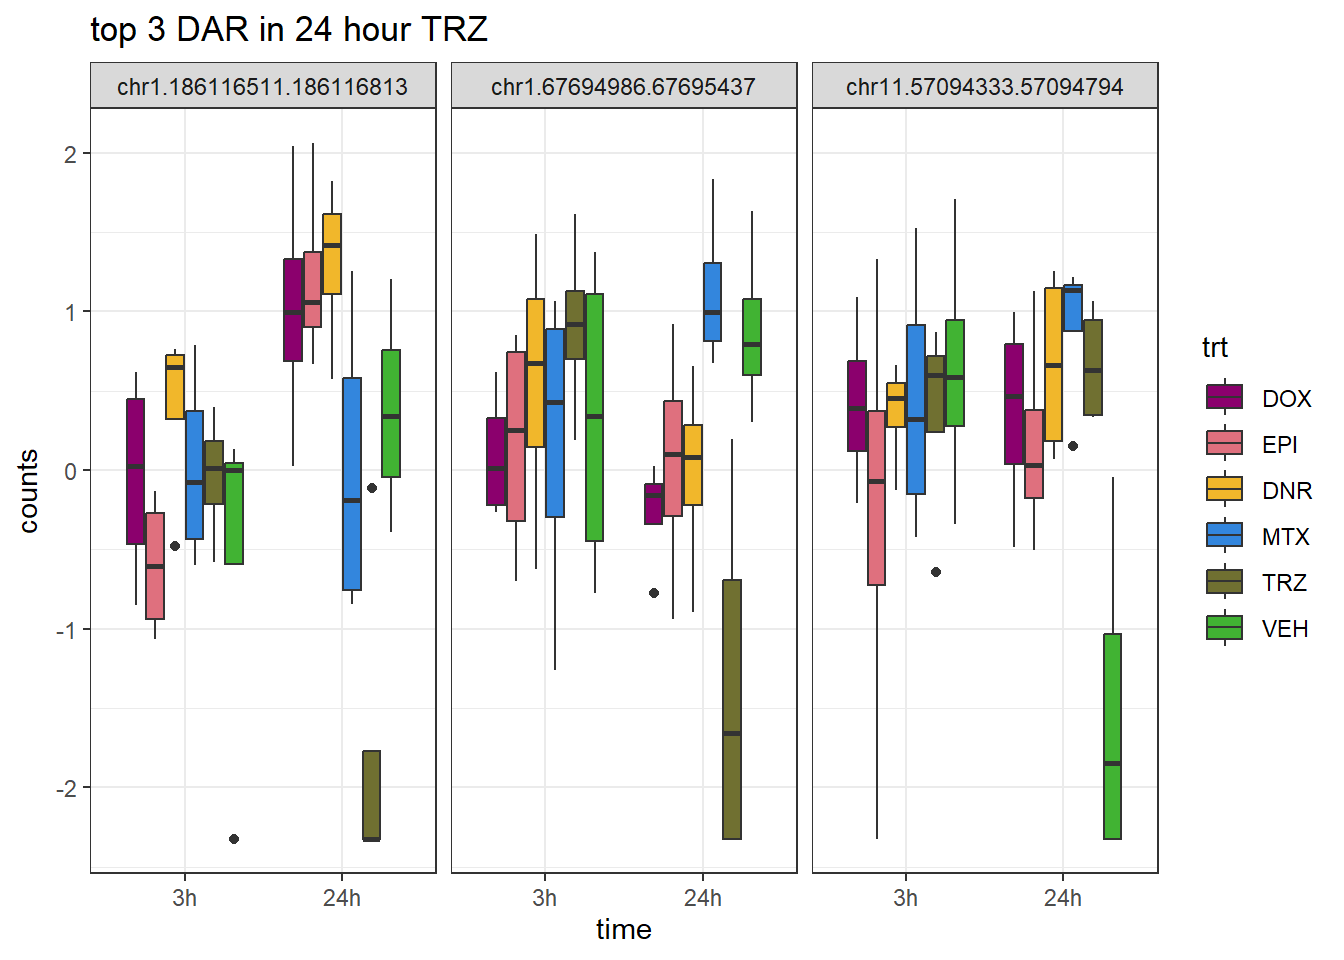 top 3 DAR in 24 hour TRZ
chr1.186116511.186116813
chr1.67694986.67695437
chr11.57094333.57094794
2
1
0
-1
-2
counts
3h
24h
3h
24h
3h
24h
time
trt
DOX
EPI
DNR
MTX
TRZ
VEH